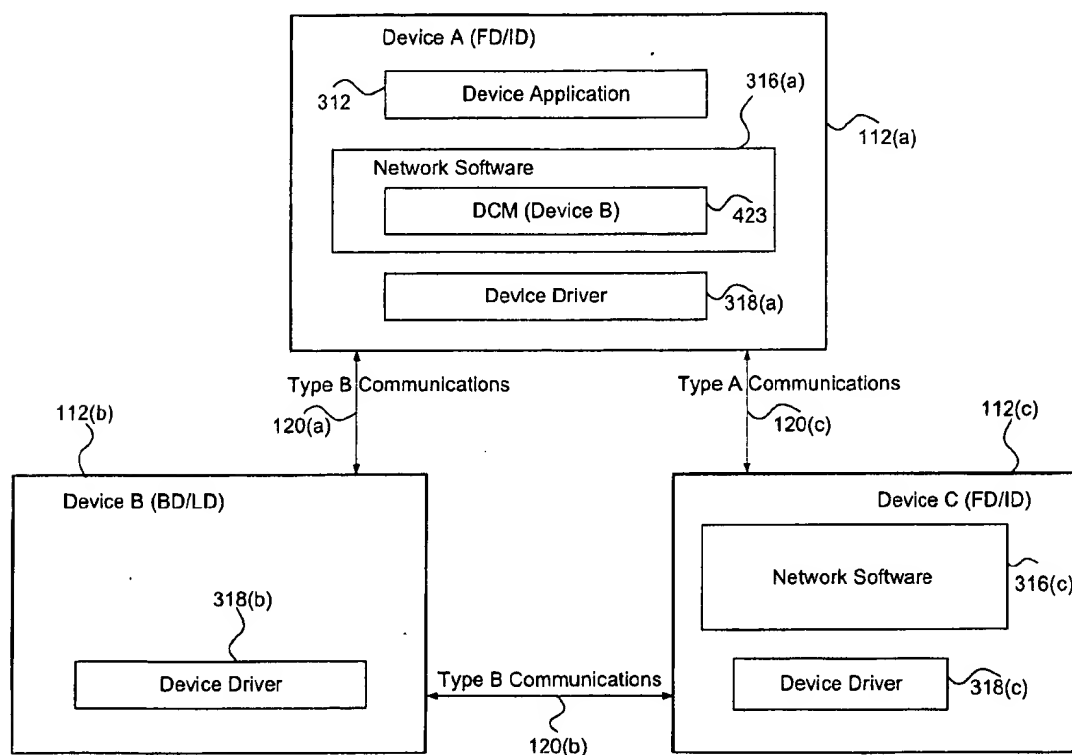 Device A (FD/ID)
316(a)
312
Device Application
112(a)
Network Software
DCM (Device B)
423
Device Driver
318(a)
Type B Communications
Type A Communications
112(b)
120(a)
120(c)
112(c)
Device B (BD/LD)
Device C (FD/ID)
Network Software
316(c)
318(b)
Device Driver
Type B Communications
Device Driver
318(c)
120(b)